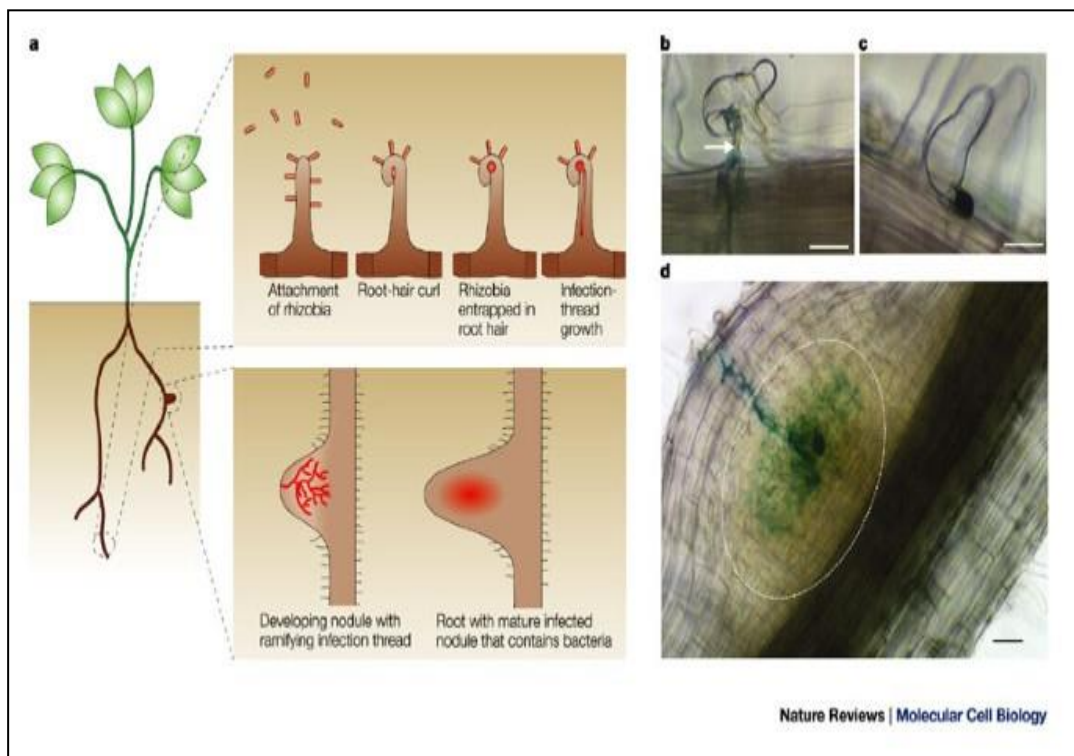 a
Attachment
of rhizobia
Root-hair curl
Rhizobia
entrapped in
root hair
Infection-
thread
growth
Developing nodule with
ramifying infection thread
Root with mature infected
nodule that contains bacteria
b
c
d
Nature Reviews | Molecular Cell Biology